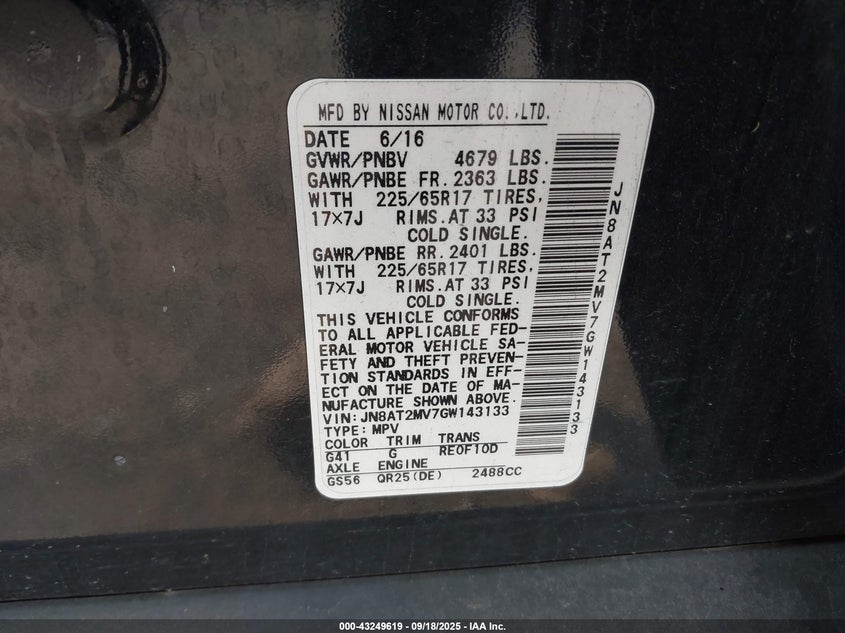 MFD BY NISSAN MOTOR CO.,LTD.
DATE 6/16
GVWR/PNBV 4679 LBS.
GAWR/PNBE FR. 2363 LBS.
WITH 225/65R17 TIRES,
17×7J RIMS.AT 33 PSI
COLD SINGLE.
GAWR/PNBE RR. 2401 LBS.
WITH 225/65R17 TIRES,
17×7J RIMS.AT 33 PSI
COLD SINGLE.
THIS VEHICLE CONFORMS
TO ALL APPLICABLE FED-
ERAL MOTOR VEHICLE SA-
FETY AND THEFT PREVEN-
TION STANDARDS IN EFF-
ECT ON THE DATE OF MA-
NUFACTURE SHOWN ABOVE.
VIN:JN8AT2MV7GW143133
TYPE:MPV
COLOR TRIM TRANS
G41 G RE0F10D
AXLE ENGINE
GS56 QR25(DE) 2488CC
JN8AT2MV7GW143133
000-43249619 - 09/18/2025 - IAA Inc.